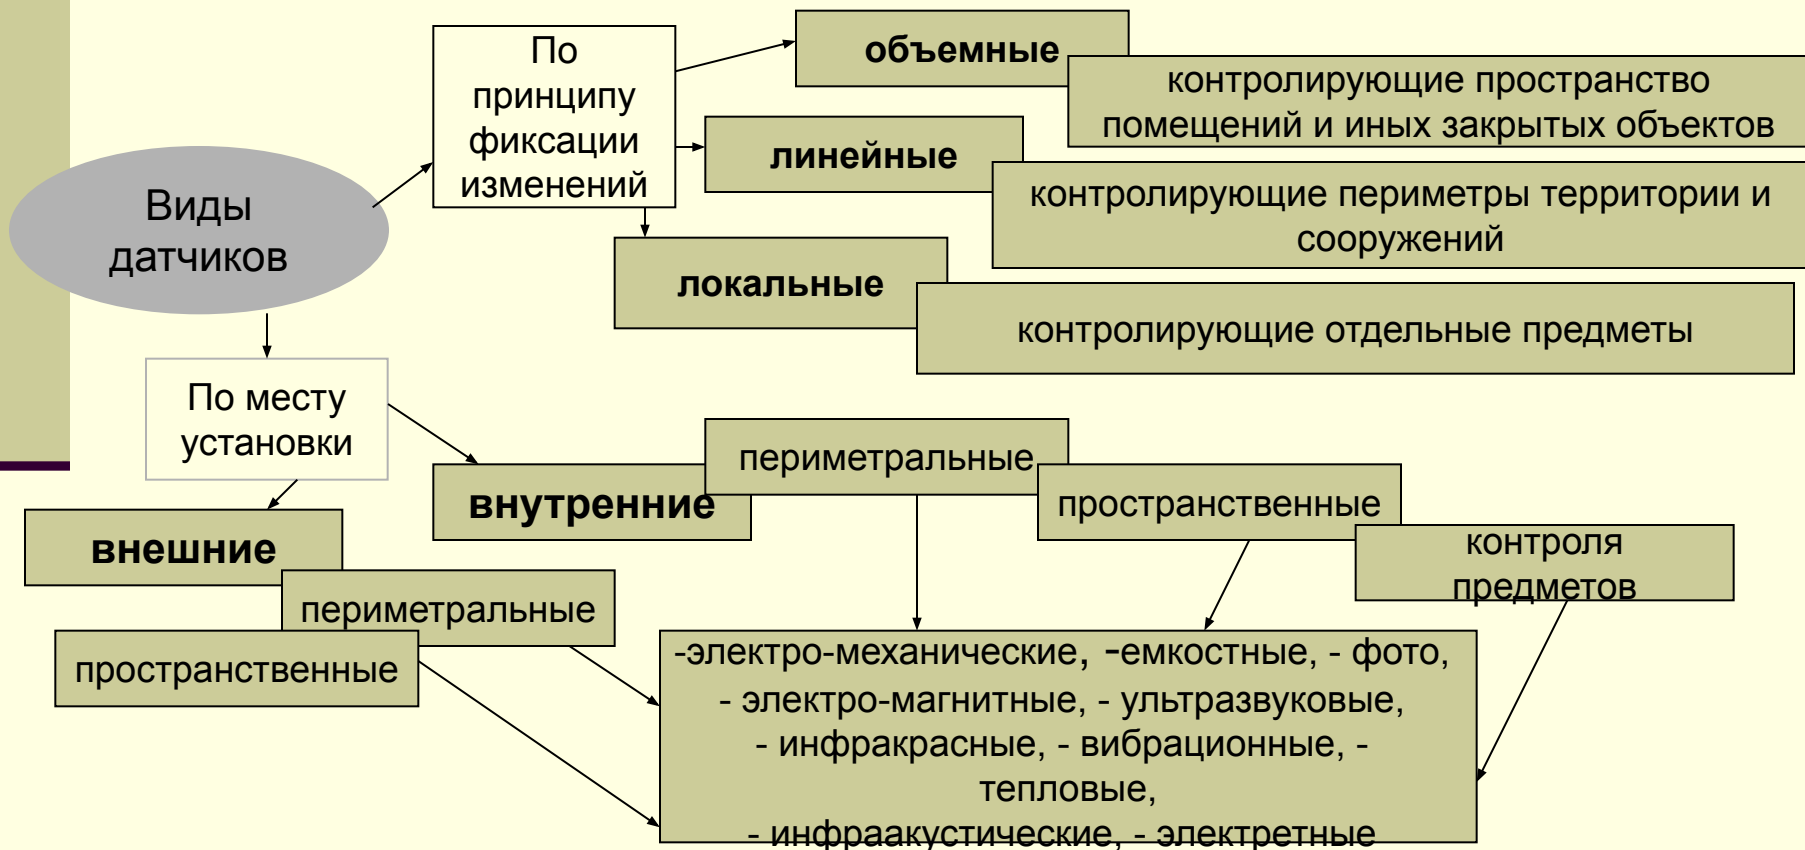 Виды
датчиков
По
принципу
фиксации
изменений
объемные
контролирующие пространство
помещений и иных закрытых объектов
линейные
контролирующие периметры территории и
сооружений
локальные
контролирующие отдельные предметы
По месту
установки
внутренние
периметральные
пространственные
контроля
предметов
внешние
периметральные
пространственные
-электро-механические, -емкостные, - фото,
- электро-магнитные, - ультразвуковые,
- инфракрасные, - вибрационные, -
тепловые,
- инфраакустические, - электретные